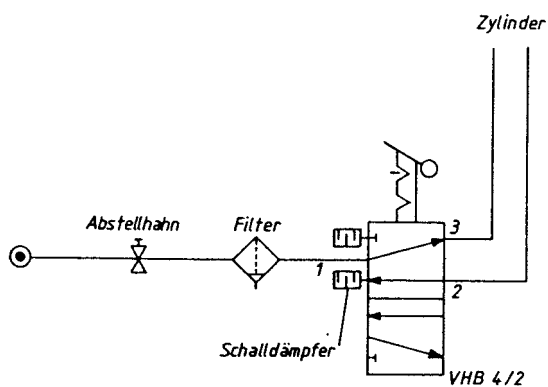 Zylinder
Abstellhahn
Filter
3
1
2
Schalldämpfer
VHB 4/2